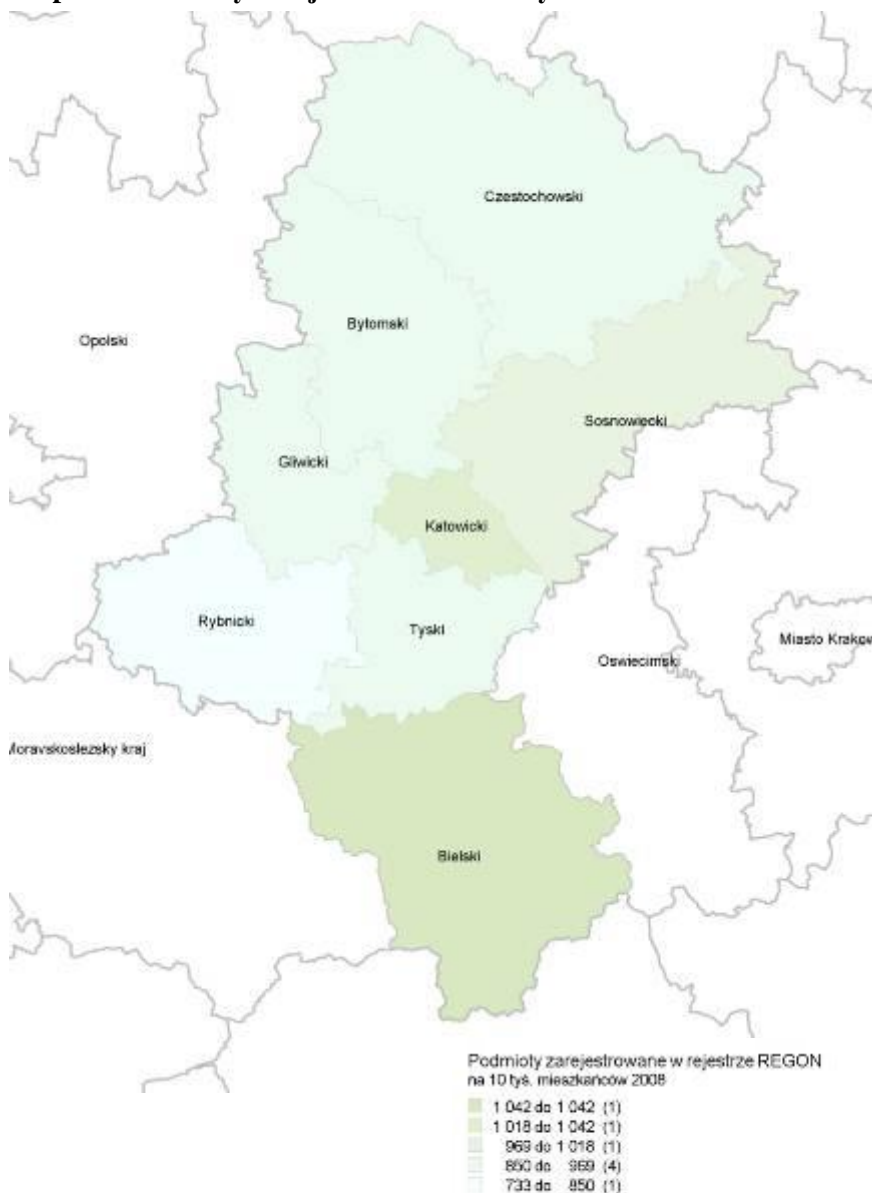 Czestochowski
Bytomski
Opolski
Sosnowiecki
Gliwicki
Katowicki
Rybnicki
Tyski
Miasto Krakow
Oswiecimski
Moravskoslezsky kraj
Bielski
Podmioty zarejestrowane w rejestrze REGON
na 10 tyś. mieszkańców 2008
1 042 do 1 042 (1)
1 018 do 1 042 (1)
969 do 1 018 (1)
850 do 969 (4)
733 do 850 (1)